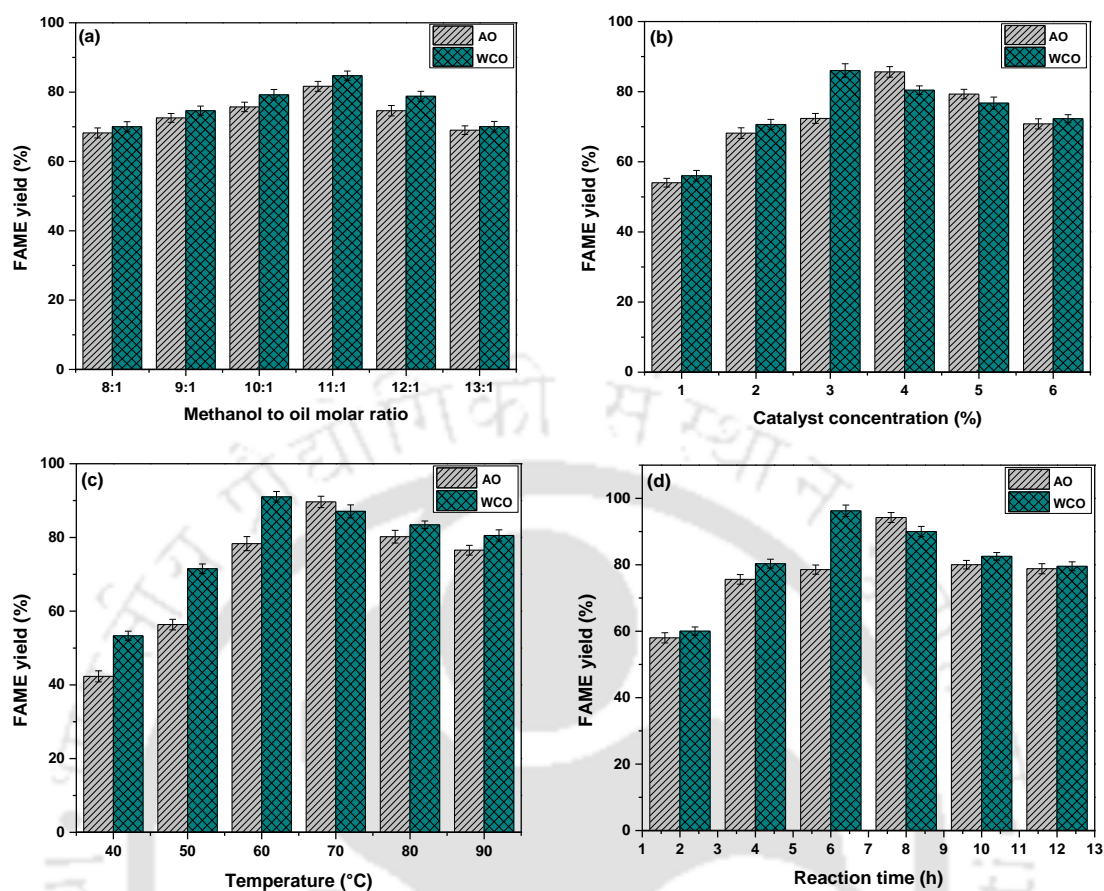 (a)
AO
WCO
100
80
60
40
20
0
FAME yield (%)
8:1 9:1 10:1 11:1 12:1 13:1
Methanol to oil molar ratio
(b)
AO
WCO
100
80
60
40
20
0
FAME yield (%)
1 2 3 4 5 6
Catalyst concentration (%)
(c)
AO
WCO
100
80
60
40
20
0
FAME yield (%)
40 50 60 70 80 90
Temperature (°C)
(d)
AO
WCO
100
80
60
40
20
0
FAME yield (%)
1 2 3 4 5 6 7 8 9 10 11 12 13
Reaction time (h)